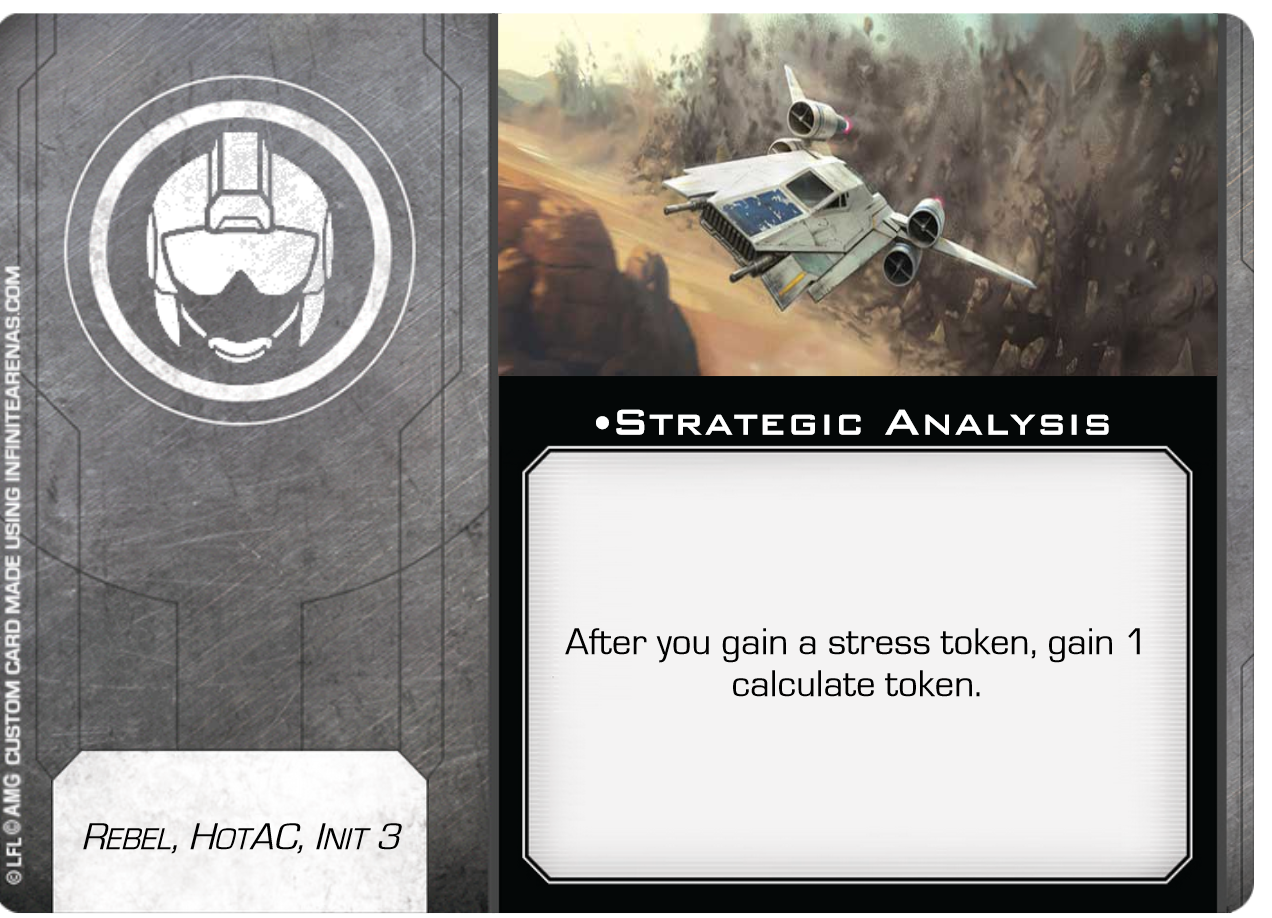 •Strategic Analysis
After you gain a stress token, gain 1
calculate token.
Rebel, HotAC, Init 3
©LFL ©AMG CUSTOM CARD MADE USING INFINITEARENAS.COM